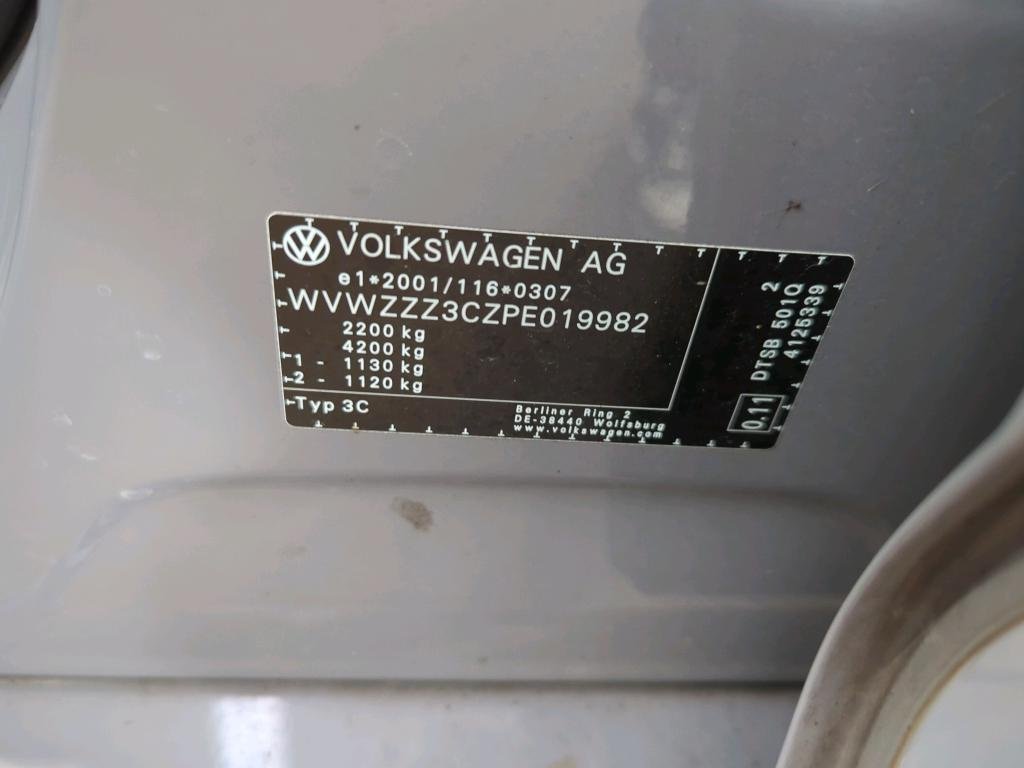 VOLKSWAGEN AG
e1*2001/116*0307
WVWZZZ3CZPE019982
2200 kg
4200 kg
1 - 1130 kg
2 - 1120 kg
Typ 3C
Berliner Ring 2
DE-38440 Wolfsburg
www.volkswagen.com
0.11
DTSB 501Q
2
4125339